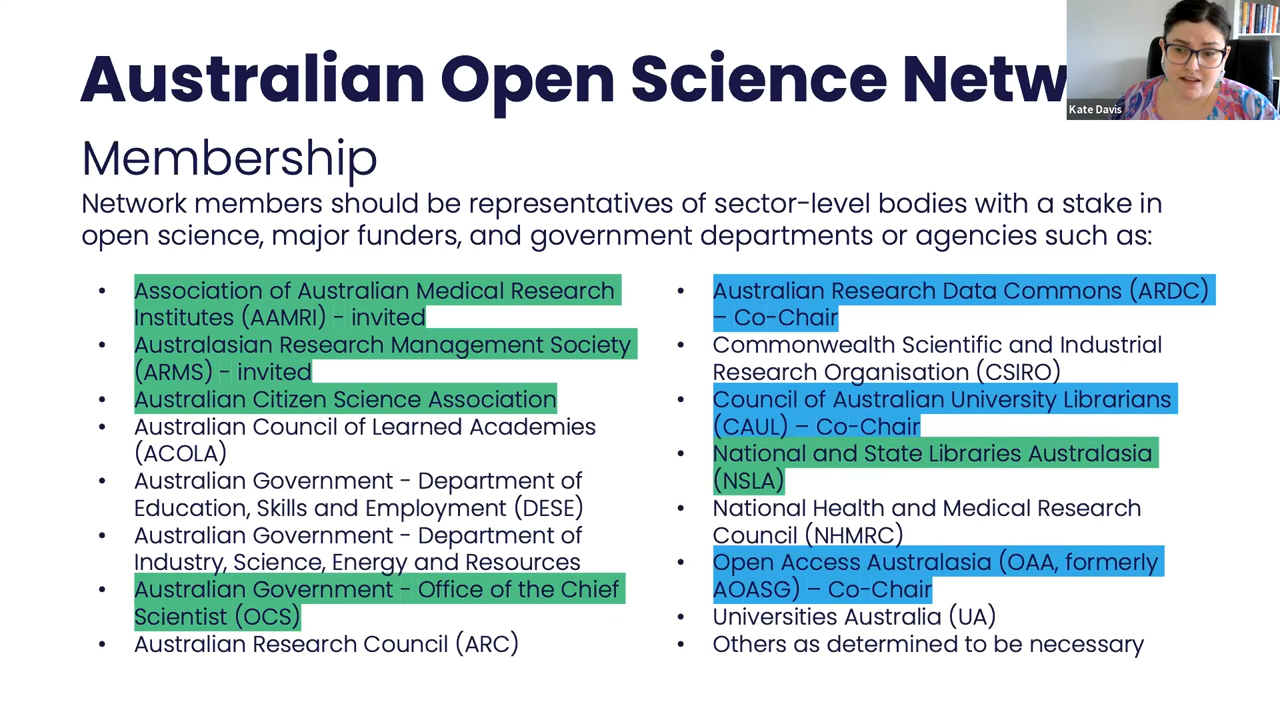 Australian Open Science Netw
Kate Davis
Membership
Network members should be representatives of sector-level bodies with a stake in
open science, major funders, and government departments or agencies such as:
• Association of Australian Medical Research
Institutes (AAMRI) - invited
• Australasian Research Management Society
(ARMS) - invited
• Australian Citizen Science Association
• Australian Council of Learned Academies
(ACOLA)
• Australian Government - Department of
Education, Skills and Employment (DESE)
• Australian Government - Department of
Industry, Science, Energy and Resources
• Australian Government - Office of the Chief
Scientist (OCS)
• Australian Research Council (ARC)
• Australian Research Data Commons (ARDC)
– Co-Chair
• Commonwealth Scientific and Industrial
Research Organisation (CSIRO)
• Council of Australian University Librarians
(CAUL) – Co-Chair
• National and State Libraries Australasia
(NSLA)
• National Health and Medical Research
Council (NHMRC)
• Open Access Australasia (OAA, formerly
AOASG) – Co-Chair
• Universities Australia (UA)
• Others as determined to be necessary